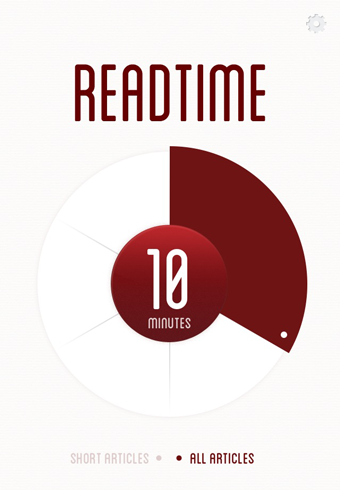 READTIME
10
MINUTES
SHORT ARTICLES
ALL ARTICLES